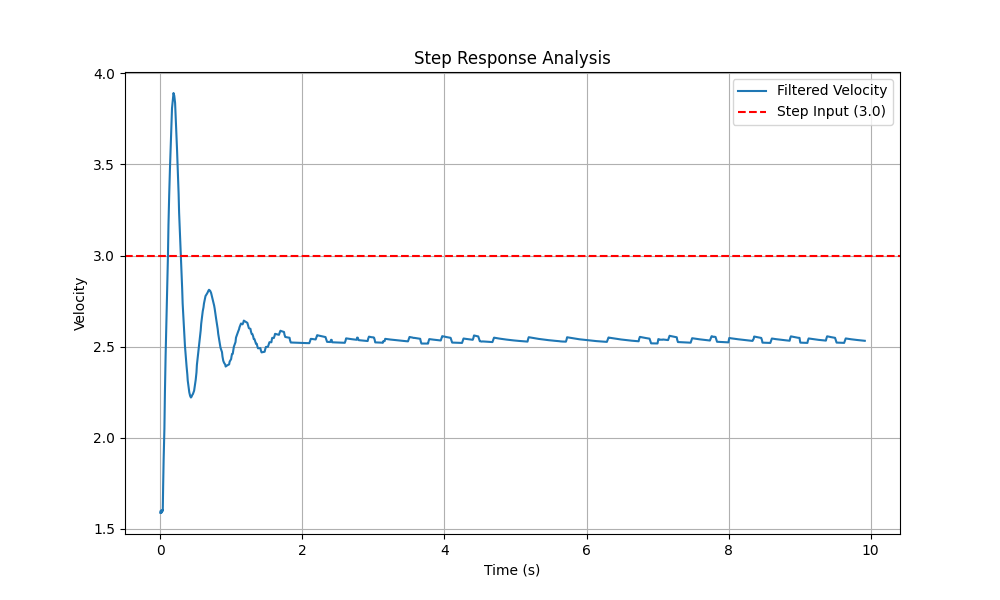 Step Response Analysis
Filtered Velocity
Step Input (3.0)
Velocity
4.0
3.5
3.0
2.5
2.0
1.5
0 2 4 6 8 10
Time (s)